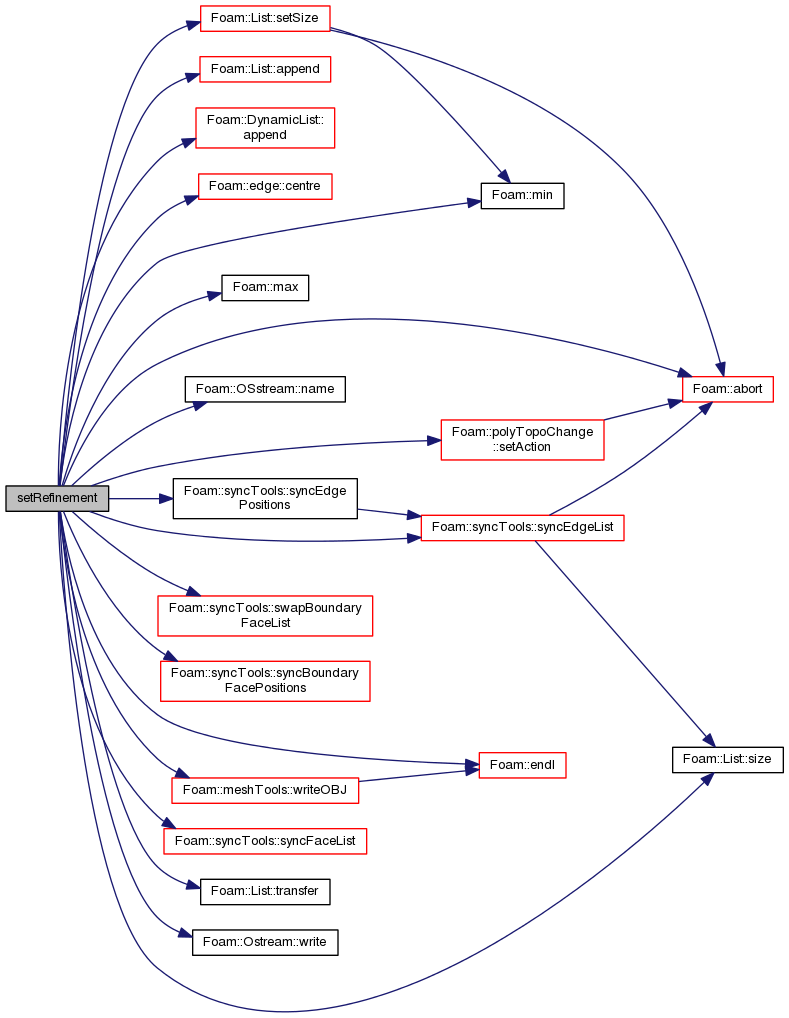 Foam::List::setSize
Foam::List::append
Foam::DynamicList::
append
Foam::edge::centre
Foam::min
Foam::max
Foam::OSstream::name
Foam::abort
Foam::polyTopoChange
::setAction
setRefinement
Foam::syncTools::syncEdge
Positions
Foam::syncTools::syncEdgeList
Foam::syncTools::swapBoundary
FaceList
Foam::syncTools::syncBoundary
FacePositions
Foam::endl
Foam::List::size
Foam::meshTools::writeOBJ
Foam::syncTools::syncFaceList
Foam::List::transfer
Foam::Ostream::write